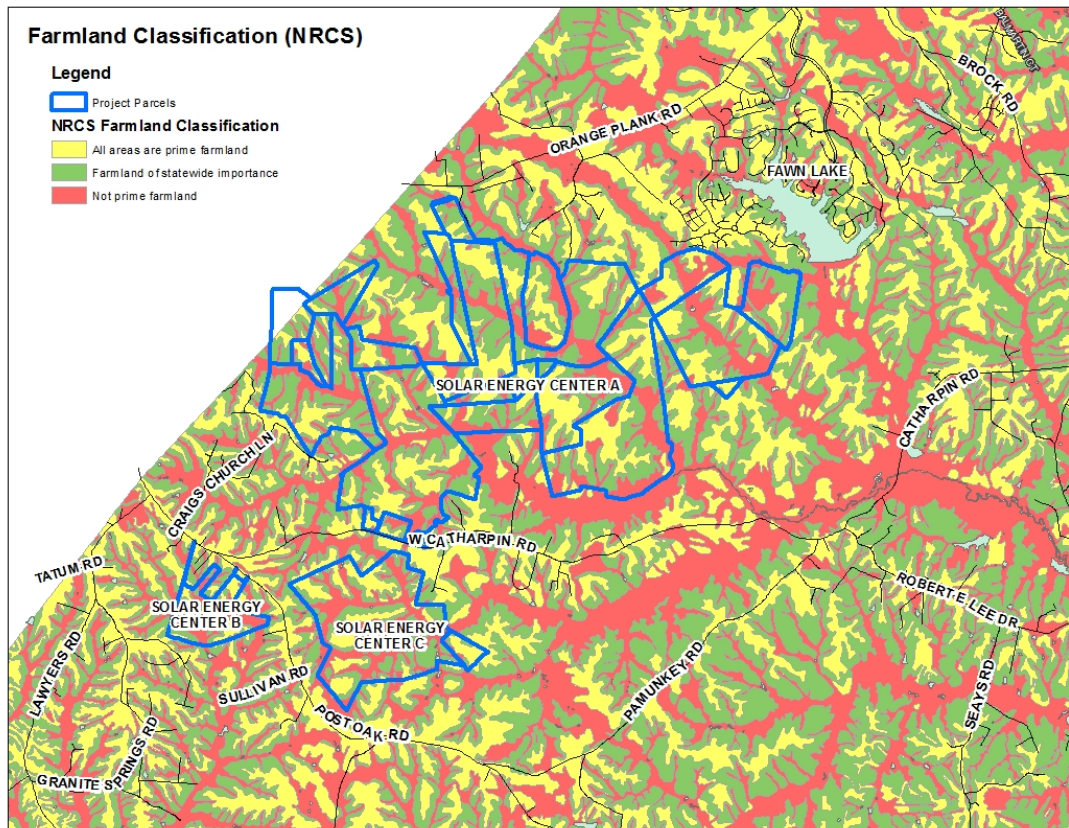 Farmland Classification (NRCS)
Legend
Project Parcels
NRCS Farmland Classification
All areas are prime farmland
Farmland of statewide importance
Not prime farmland
BROCK RD
ORANGE PLANK RD
FAWN LAKE
SOLAR ENERGY CENTER A
CATHARPIN RD
CRAIGS CHURCH LN
W CATHARPIN RD
TATUM RD
ROBERT E LEE DR
SOLAR ENERGY
CENTER B
SOLAR ENERGY
CENTER C
LAWYERS RD
SULLIVAN RD
PAMUNKEY RD
SEAYS RD
POST OAK RD
GRANITE SPRINGS RD